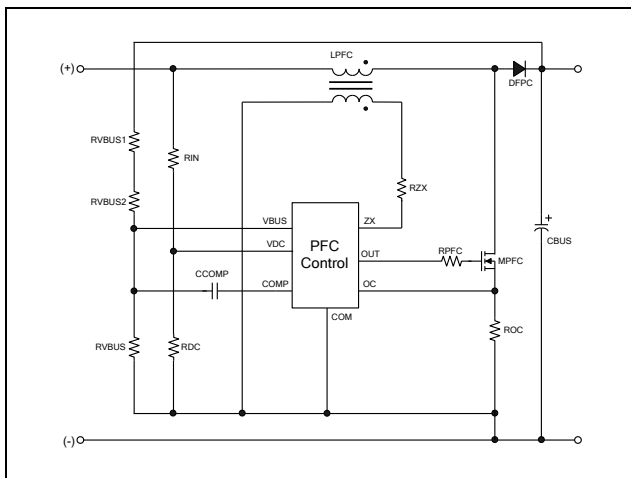 LPFC
(+)
DFPC
RVBUS1
RIN
RZX
RVBUS2
VBUS
ZX
+
CBUS
VDC
PFC
Control
OUT
RPFC
MPFC
CCOMP
COMP
OC
COM
ROC
RVBUS
RDC
(-)